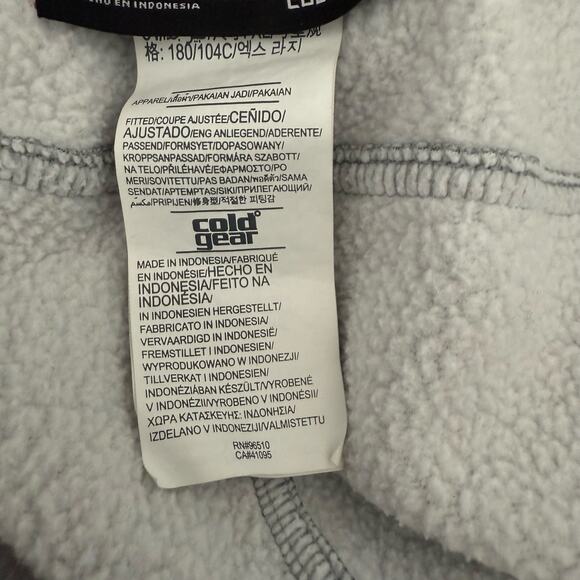 EN INDONESIA
格: 180/104C/엑스 라지
APPAREL/เสื้อผ้า/PAKAIAN JADI/PAKAIAN
FITTED/COUPE AJUSTÉE/CEÑIDO/
AJUSTADO/ENG ANLIEGEND/ADERENTE/
PASSEND/FORMSYET/DOPASOWANY/
KROPPSANPASSAD/FORMÁRA SZABOTT/
NA TELO/PŘILÉHAVÉ/ΕΦΑΡΜΟΣΤΟ/PO
MERI/SOVITETTU/PAS BADAN/พอดีตัว/SAMA
SENDAT/APTEMPTAS/SIKI/ПРИЛЕГАЮЩИЙ/
PRIPIJEN/修身型/적절한 피팅감
cold
gear
MADE IN INDONESIA/FABRIQUÉ
EN INDONÉSIE/HECHO EN
INDONESIA/FEITO NA
INDONÉSIA/
IN INDONESIEN HERGESTELLT/
FABBRICATO IN INDONESIA/
VERVAARDIGD IN INDONESIË/
FREMSTILLET I INDONESIEN/
WYPRODUKOWANO W INDONEZJI/
TILLVERKAT I INDONESIEN/
INDONÉZIÁBAN KÉSZÜLT/VYROBENÉ
V INDONÉZII/VYROBENO V INDONÉSII/
ΧΩΡΑ ΚΑΤΑΣΚΕΥΗΣ: ΙΝΔΟΝΗΣΙΑ/
IZDELANO V INDONEZIJI/VALMISTETTU
RN#96510
CA#41095